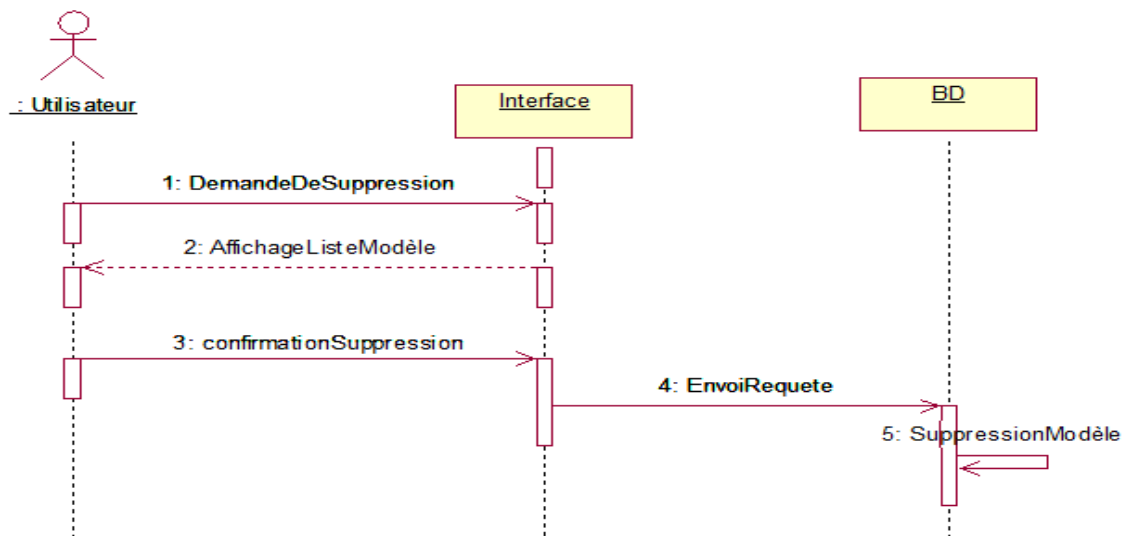 _: Utilisateur
Interface
BD
1: DemandeDeSuppression
2: AffichageListeModèle
3: confirmationSuppression
4: EnvoiRequete
5: SuppressionModèle